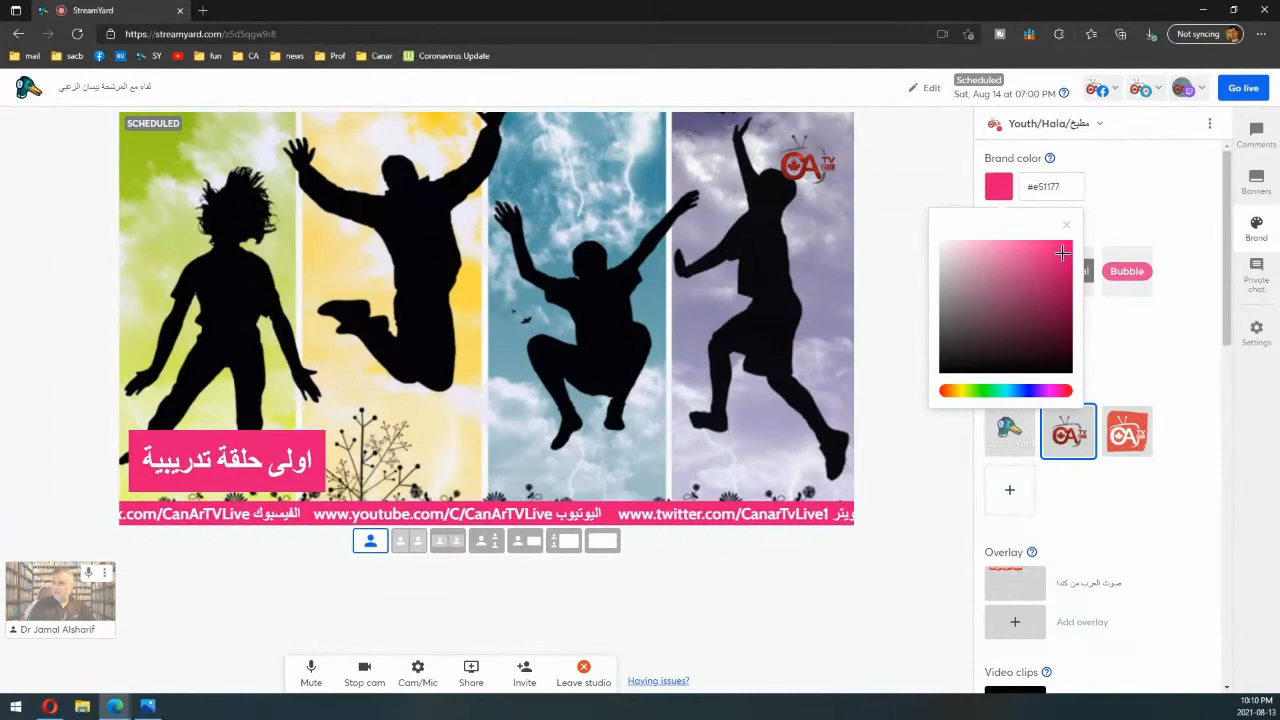 StreamYard
https://streamyard.com/z5d5qgw9r8
Not syncing
mail
sacb
KU
SY
fun
CA
news
Prof
Canar
Coronavirus Update
لقاء مع المرشحة بيسان الزعبي
Edit
Scheduled
Sat, Aug 14 at 07:00 PM
Go live
SCHEDULED
CA TV
Youth/Hala/مطبخ
Comments
Brand color
#e51177
Banners
Brand
Bubble
Private chat
Settings
اولى حلقة تدريبية
k.com/CanArTVLive الفيسبوك www.youtube.com/C/CanArTVLive اليوتيوب www.twitter.com/CanarTvLive1
Overlay
صوت العرب من كندا
Add overlay
Video clips
Dr Jamal Alsharif
Mute
Stop cam
Cam/Mic
Share
Invite
Leave studio
Having issues?
10:10 PM
2021-08-13